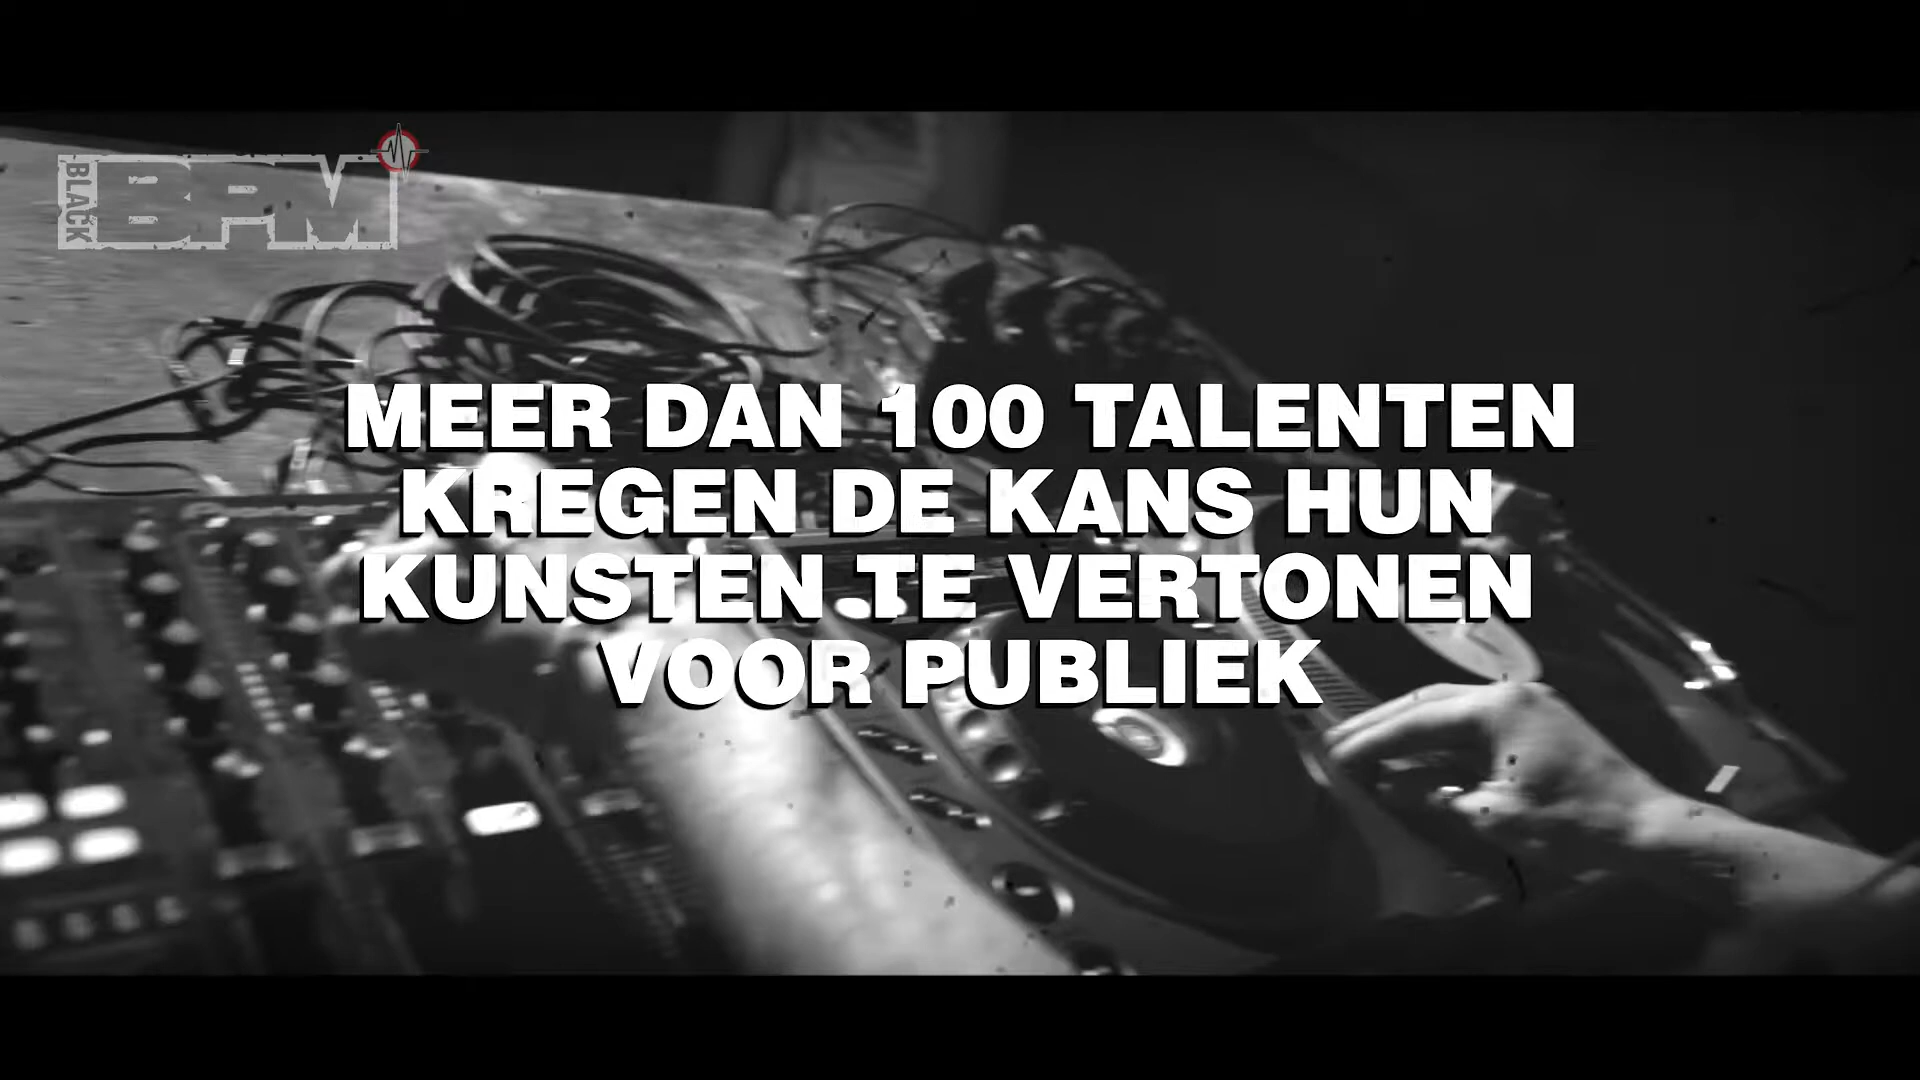 BLACK
BPM
MEER DAN 100 TALENTEN
KREGEN DE KANS HUN
KUNSTEN TE VERTONEN
VOOR PUBLIEK